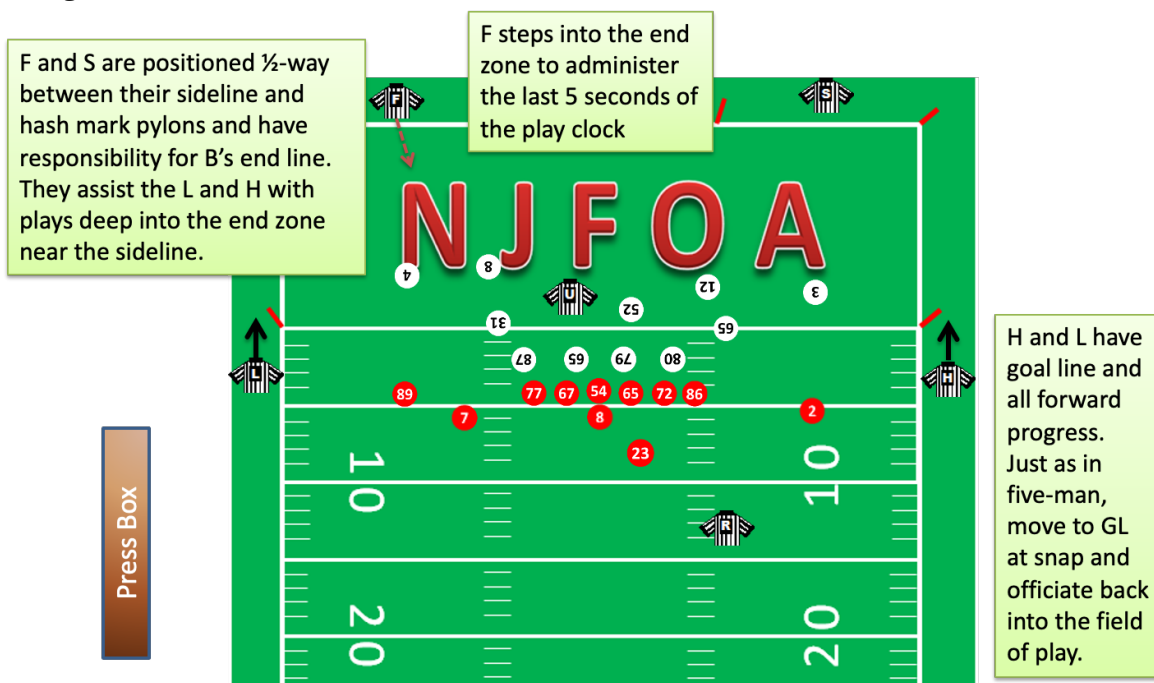 F and S are positioned ½-way
between their sideline and
hash mark pylons and have
responsibility for B's end line.
They assist the L and H with
plays deep into the end zone
near the sideline.
F steps into the end
zone to administer
the last 5 seconds of
the play clock
F
S
NJFOA
4
8
12
3
U
52
31
65
L
87
65
79
80
H
89
77
67
54
65
72
86
7
8
2
23
10
10
R
20
20
Press Box
H and L have
goal line and
all forward
progress.
Just as in
five-man,
move to GL
at snap and
officiate back
into the field
of play.